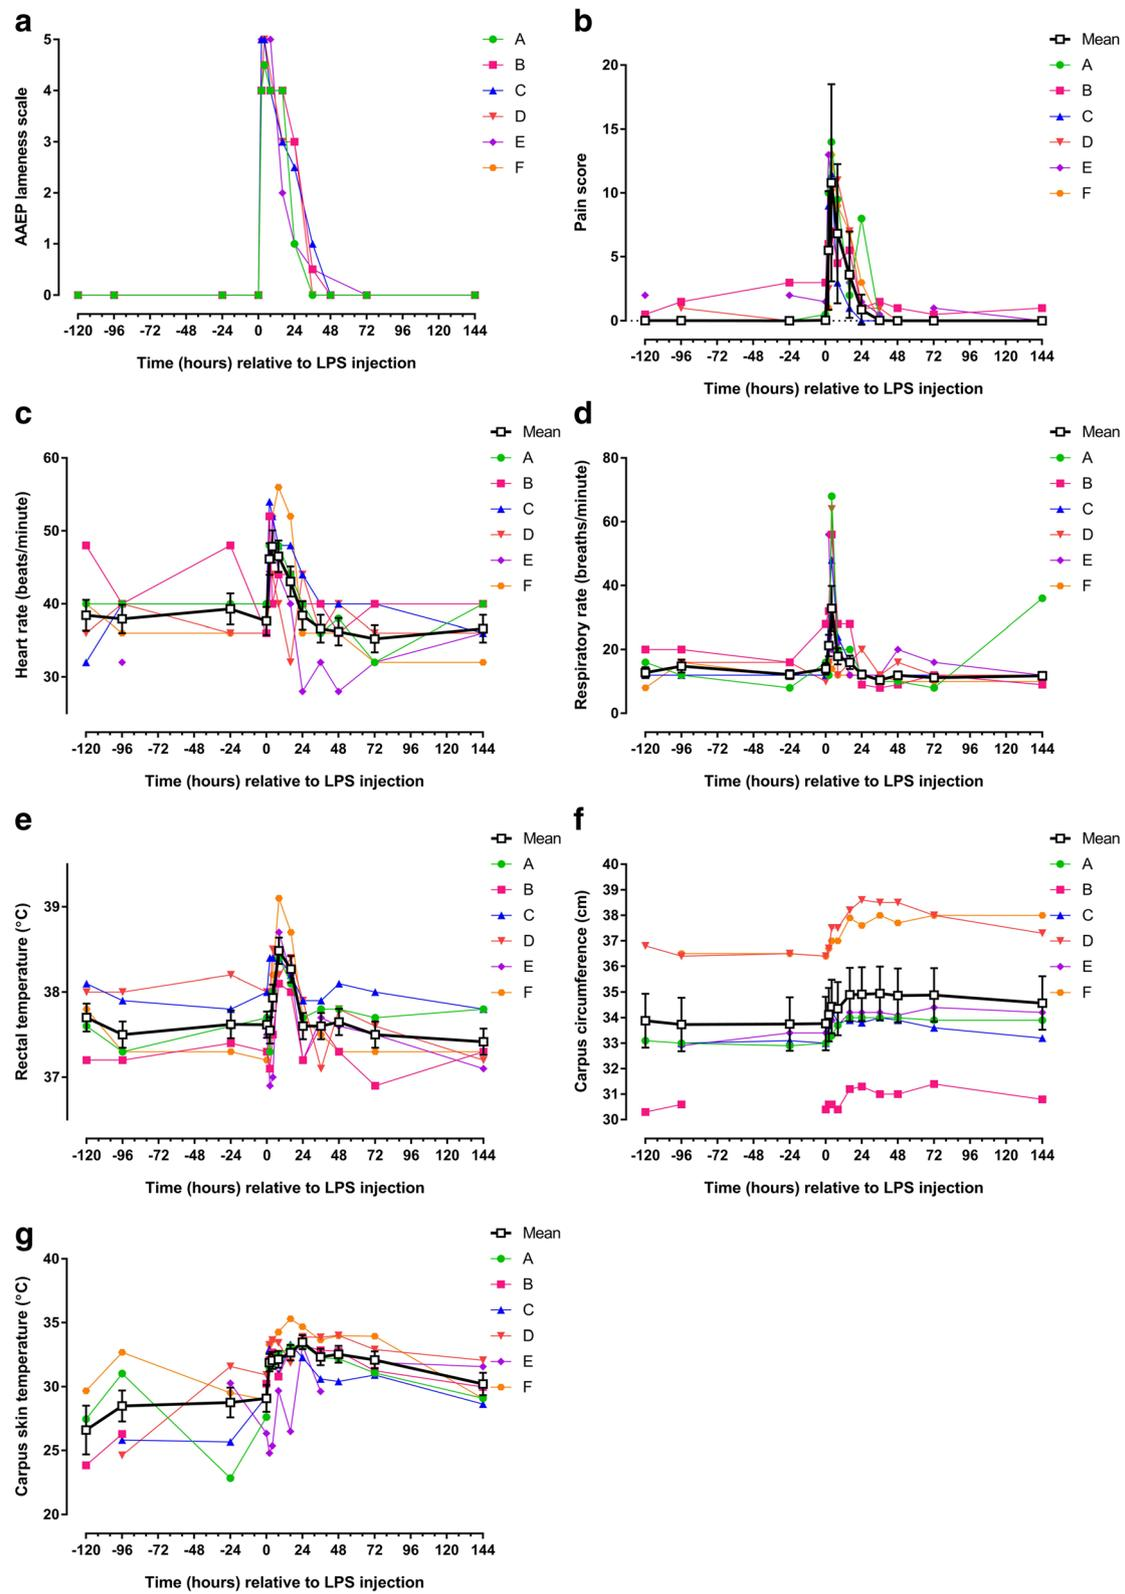 a
5
4
3
2
1
0
AAEP lameness scale
-120 -96 -72 -48 -24 0 24 48 72 96 120 144
Time (hours) relative to LPS injection
A
B
C
D
E
F
b
20
15
10
5
0
Pain score
-120 -96 -72 -48 -24 0 24 48 72 96 120 144
Time (hours) relative to LPS injection
Mean
A
B
C
D
E
F
c
60
50
40
30
Heart rate (beats/minute)
-120 -96 -72 -48 -24 0 24 48 72 96 120 144
Time (hours) relative to LPS injection
Mean
A
B
C
D
E
F
d
80
60
40
20
0
Respiratory rate (breaths/minute)
-120 -96 -72 -48 -24 0 24 48 72 96 120 144
Time (hours) relative to LPS injection
Mean
A
B
C
D
E
F
e
39
38
37
Rectal temperature (°C)
-120 -96 -72 -48 -24 0 24 48 72 96 120 144
Time (hours) relative to LPS injection
Mean
A
B
C
D
E
F
f
40
39
38
37
36
35
34
33
32
31
30
Carpus circumference (cm)
-120 -96 -72 -48 -24 0 24 48 72 96 120 144
Time (hours) relative to LPS injection
Mean
A
B
C
D
E
F
g
40
35
30
25
20
Carpus skin temperature (°C)
-120 -96 -72 -48 -24 0 24 48 72 96 120 144
Time (hours) relative to LPS injection
Mean
A
B
C
D
E
F